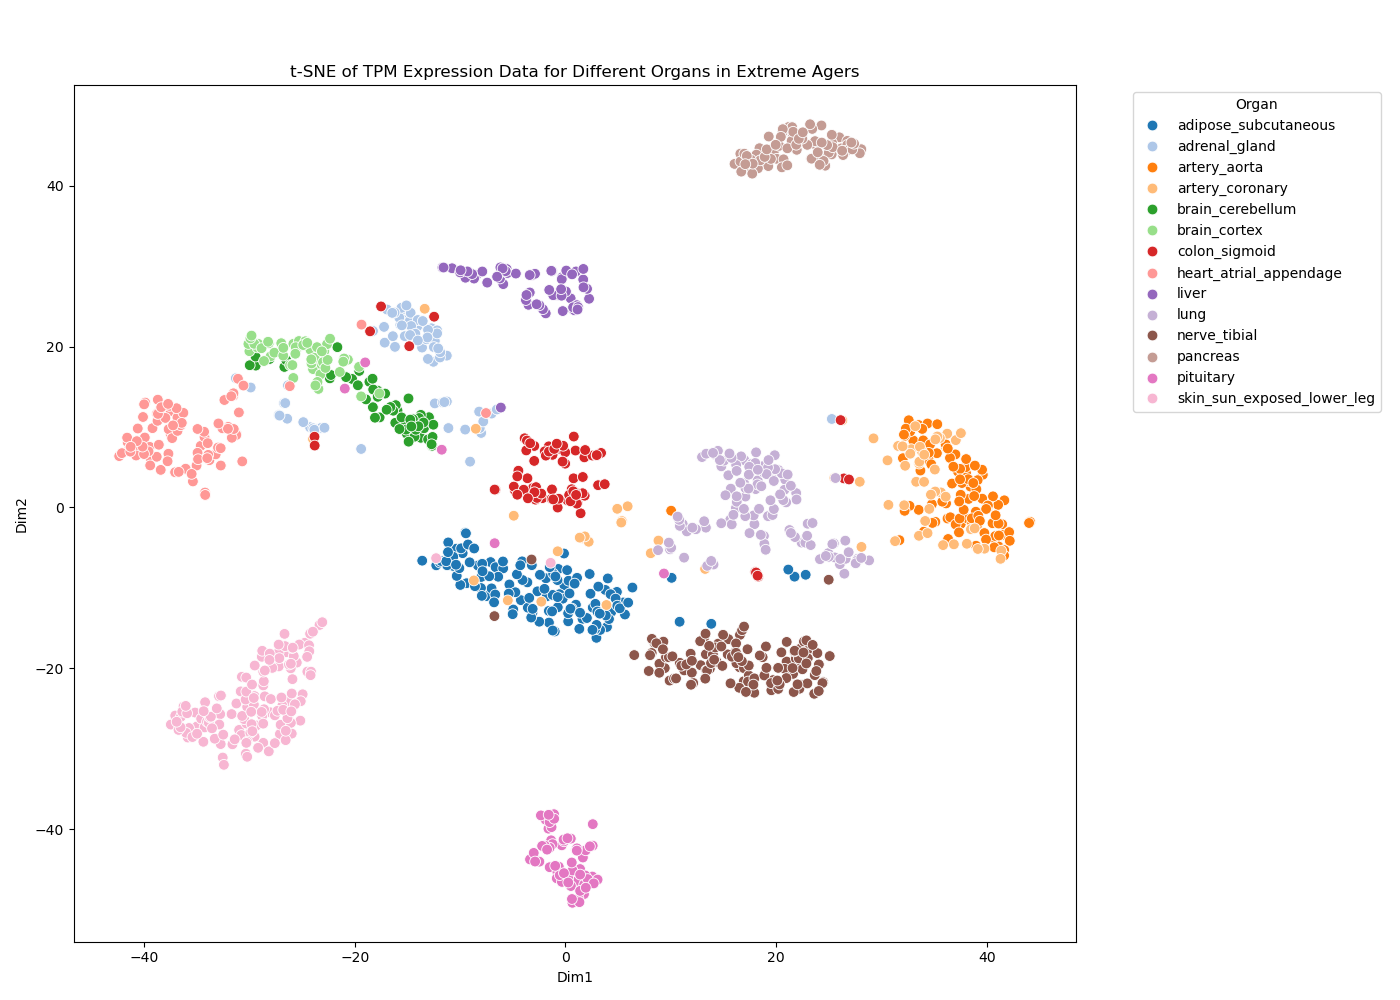 t-SNE of TPM Expression Data for Different Organs in Extreme Agers
Organ
adipose_subcutaneous
adrenal_gland
artery_aorta
artery_coronary
brain_cerebellum
brain_cortex
colon_sigmoid
heart_atrial_appendage
liver
lung
nerve_tibial
pancreas
pituitary
skin_sun_exposed_lower_leg
Dim2
40
20
0
−20
−40
−40
−20
0
20
40
Dim1